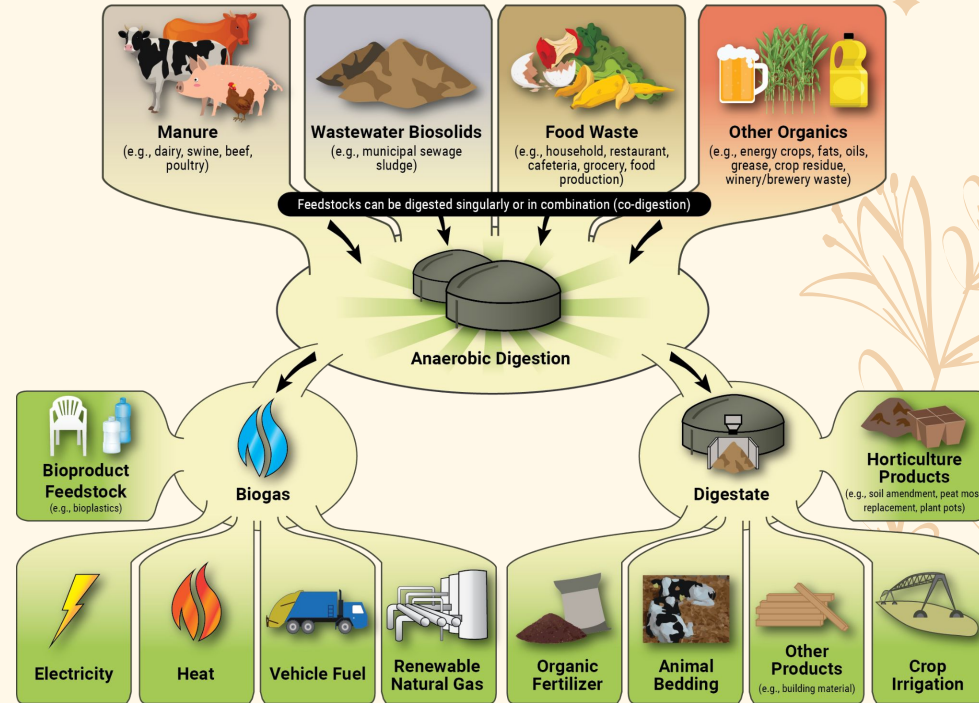 Manure
(e.g., dairy, swine, beef,
poultry)
Wastewater Biosolids
(e.g., municipal sewage
sludge)
Food Waste
(e.g., household, restaurant,
cafeteria, grocery, food
production)
Other Organics
(e.g., energy crops, fats, oils,
grease, crop residue,
winery/brewery waste)
Feedstocks can be digested singularly or in combination (co-digestion)
Anaerobic Digestion
Bioproduct
Feedstock
(e.g., bioplastics)
Biogas
Digestate
Horticulture
Products
(e.g., soil amendment, peat mos
replacement, plant pots)
Electricity
Heat
Vehicle Fuel
Renewable
Natural Gas
Organic
Fertilizer
Animal
Bedding
Other
Products
(e.g., building material)
Crop
Irrigation